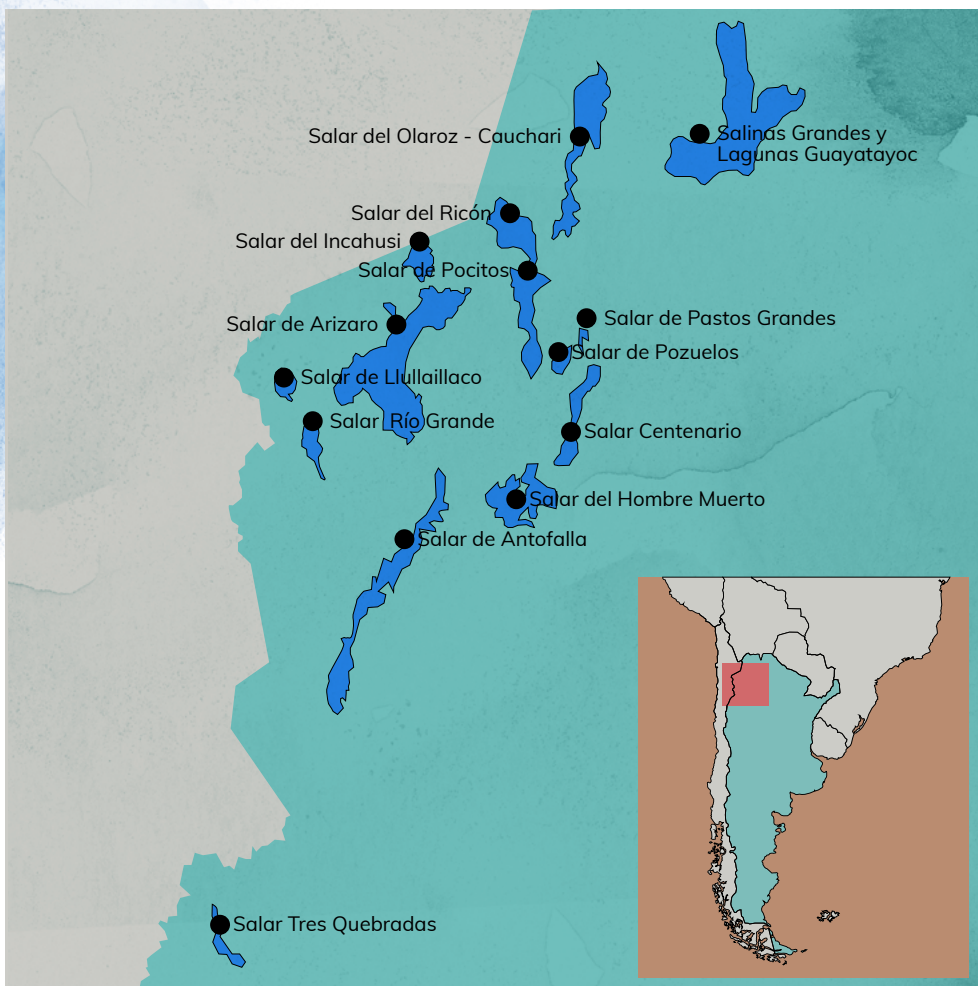 Salar del Olaroz - Cauchari
Salinas Grandes y
Lagunas Guayatayoc
Salar del Ricón
Salar del Incahusi
Salar de Pocitos
Salar de Arizaro
Salar de Pastos Grandes
Salar de Pozuelos
Salar de Llullaillaco
Salar Río Grande
Salar Centenario
Salar del Hombre Muerto
Salar de Antofalla
Salar Tres Quebradas